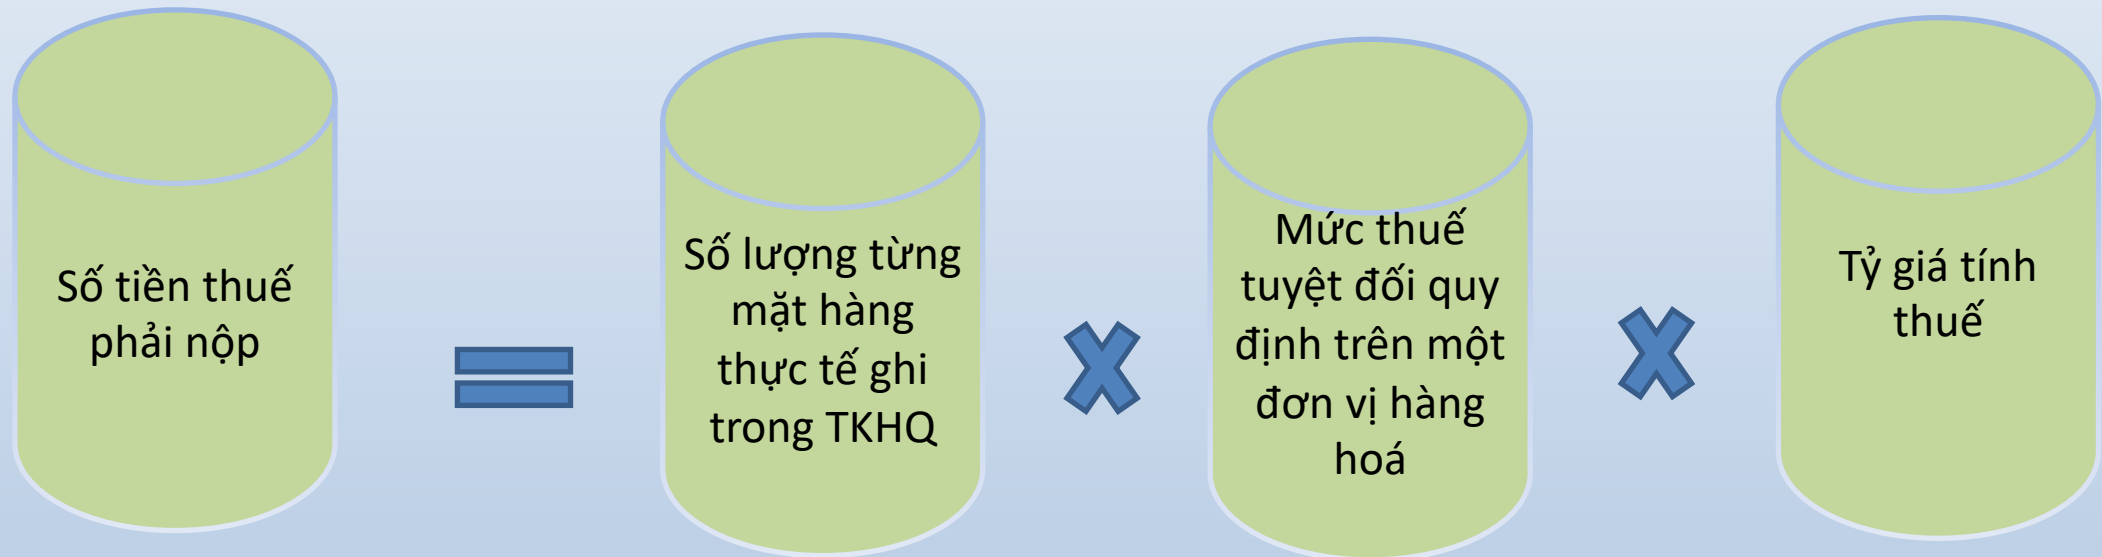 Số tiền thuế
phải nộp
Số lượng từng
mặt hàng
thực tế ghi
trong TKHQ
Mức thuế
tuyệt đối quy
định trên một
đơn vị hàng
hoá
Tỷ giá tính
thuế